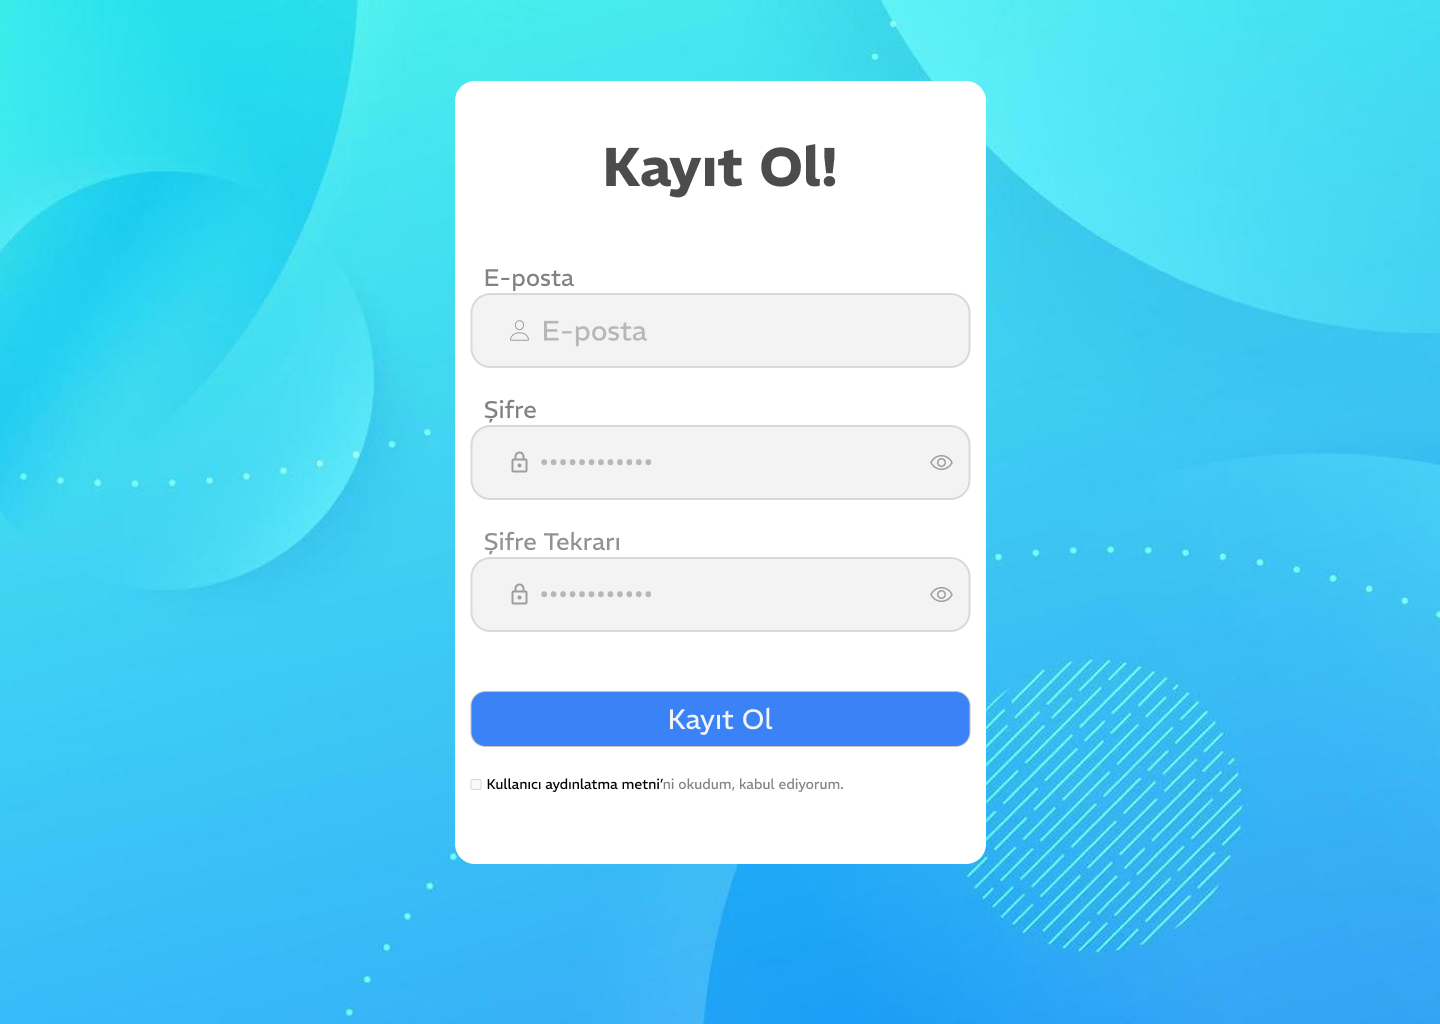 Kayıt Ol!
E-posta
E-posta
Şifre
••••••••••••
Şifre Tekrarı
••••••••••••
Kayıt Ol
Kullanıcı aydınlatma metni’ni okudum, kabul ediyorum.